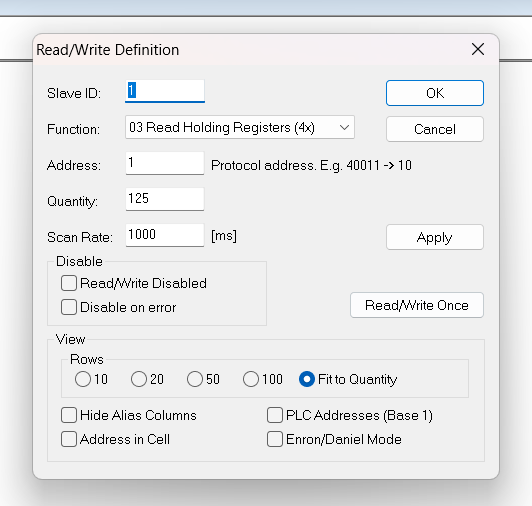 Read/Write Definition
Slave ID: 1 OK
Function: 03 Read Holding Registers (4x) Cancel
Address: 1 Protocol address. E.g. 40011 -> 10
Quantity: 125
Scan Rate: 1000 [ms] Apply
Disable
Read/Write Disabled
Disable on error
Read/Write Once
View
Rows
10 20 50 100 Fit to Quantity
Hide Alias Columns PLC Addresses (Base 1)
Address in Cell Enron/Daniel Mode